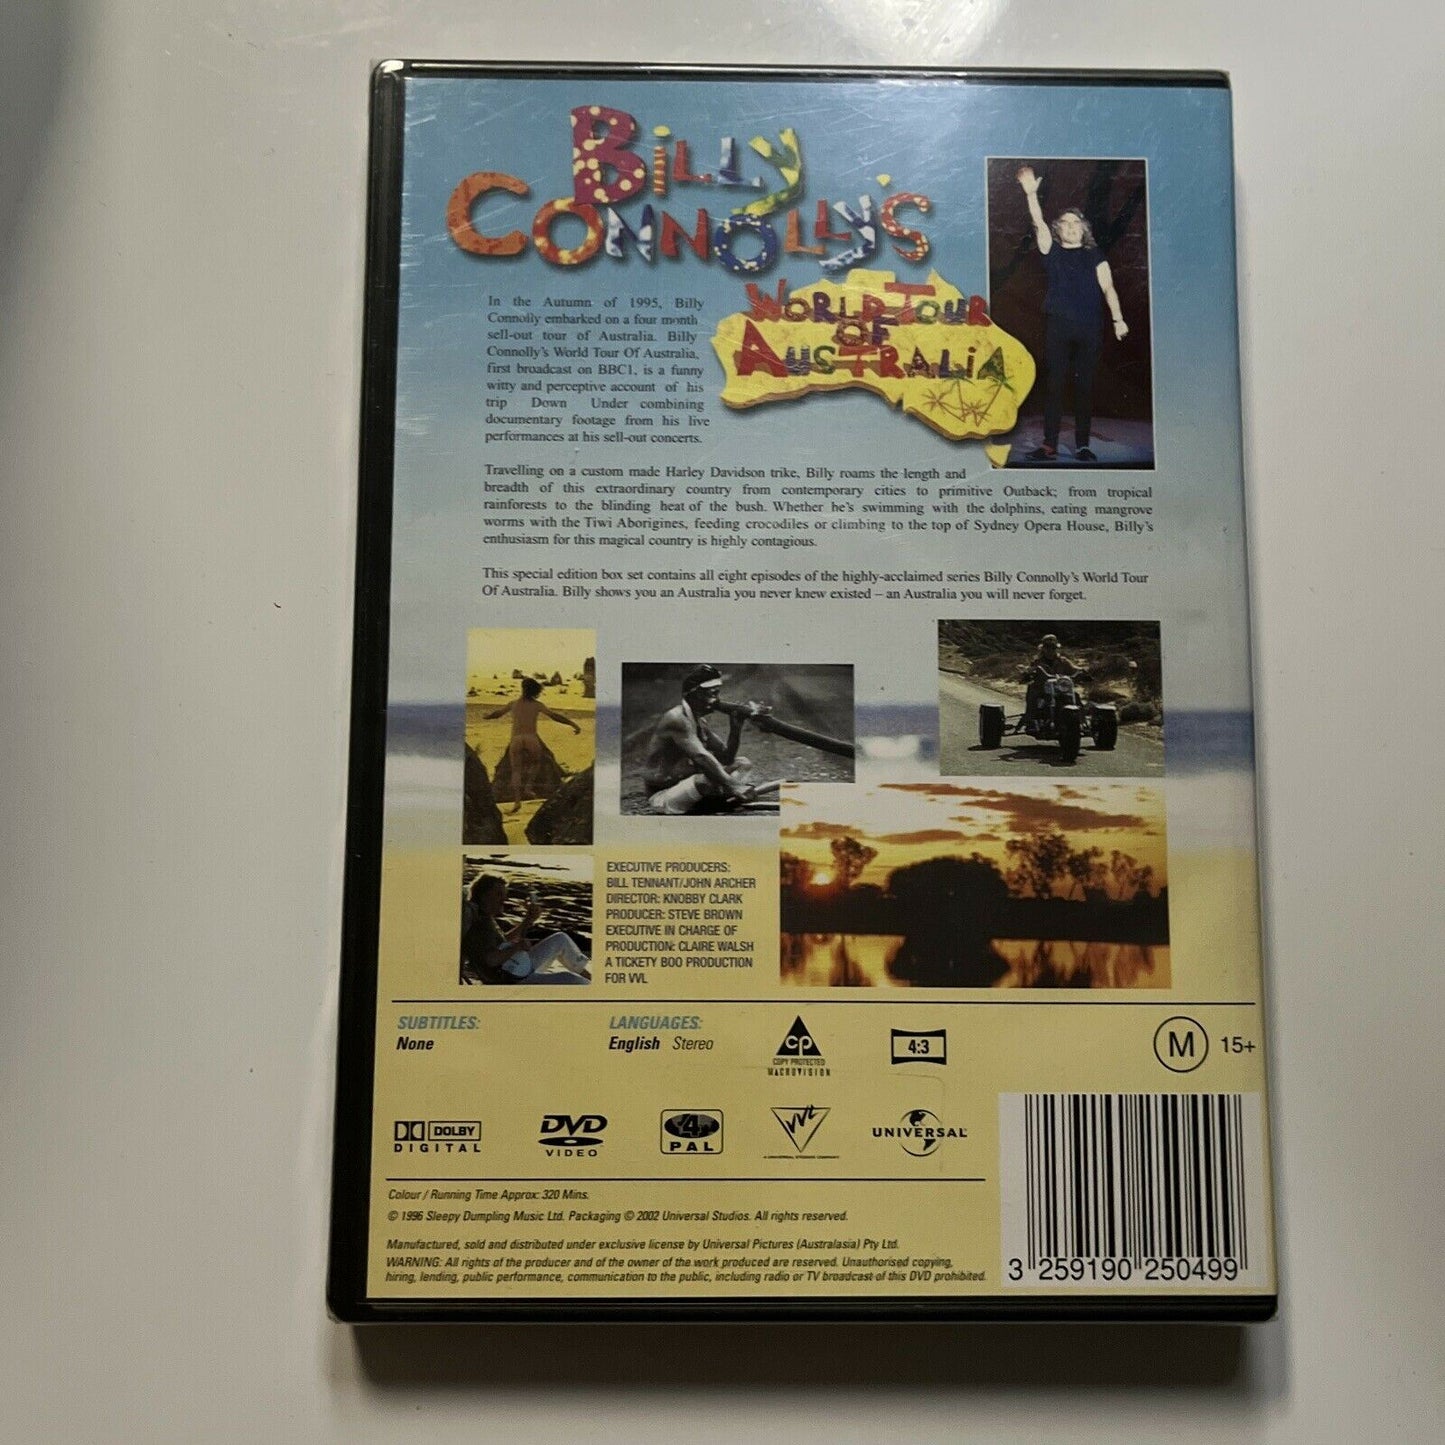 BiLLY
CONNOLLY'S
WORLD TOUR
OF
AUSTRALiA
In the Autumn of 1995, Billy
Connolly embarked on a four month
sell-out tour of Australia. Billy
Connolly's World Tour Of Australia,
first broadcast on BBC1, is a funny
witty and perceptive account of his
trip Down Under combining
documentary footage from his live
performances at his sell-out concerts.
Travelling on a custom made Harley Davidson trike, Billy roams the length and
breadth of this extraordinary country from contemporary cities to primitive Outback; from tropical
rainforests to the blinding heat of the bush. Whether he's swimming with the dolphins, eating mangrove
worms with the Tiwi Aborigines, feeding crocodiles or climbing to the top of Sydney Opera House, Billy's
enthusiasm for this magical country is highly contagious.
This special edition box set contains all eight episodes of the highly-acclaimed series Billy Connolly's World Tour
Of Australia. Billy shows you an Australia you never knew existed – an Australia you will never forget.
EXECUTIVE PRODUCERS:
BILL TENNANT/JOHN ARCHER
DIRECTOR: KNOBBY CLARK
PRODUCER: STEVE BROWN
EXECUTIVE IN CHARGE OF
PRODUCTION: CLAIRE WALSH
A TICKETY BOO PRODUCTION
FOR VVL
SUBTITLES:
None
LANGUAGES:
English Stereo
cp
COPY PROTECTED
MACROVISION
4:3
M 15+
DOLBY
DIGITAL
DVD
VIDEO
4
PAL
VVL
A UNIVERSAL STUDIOS COMPANY
UNIVERSAL
Colour / Running Time Approx: 320 Mins.
© 1996 Sleepy Dumpling Music Ltd. Packaging © 2002 Universal Studios. All rights reserved.
Manufactured, sold and distributed under exclusive license by Universal Pictures (Australasia) Pty Ltd.
WARNING: All rights of the producer and of the owner of the work produced are reserved. Unauthorised copying,
hiring, lending, public performance, communication to the public, including radio or TV broadcast of this DVD prohibited.
3 259190 250499